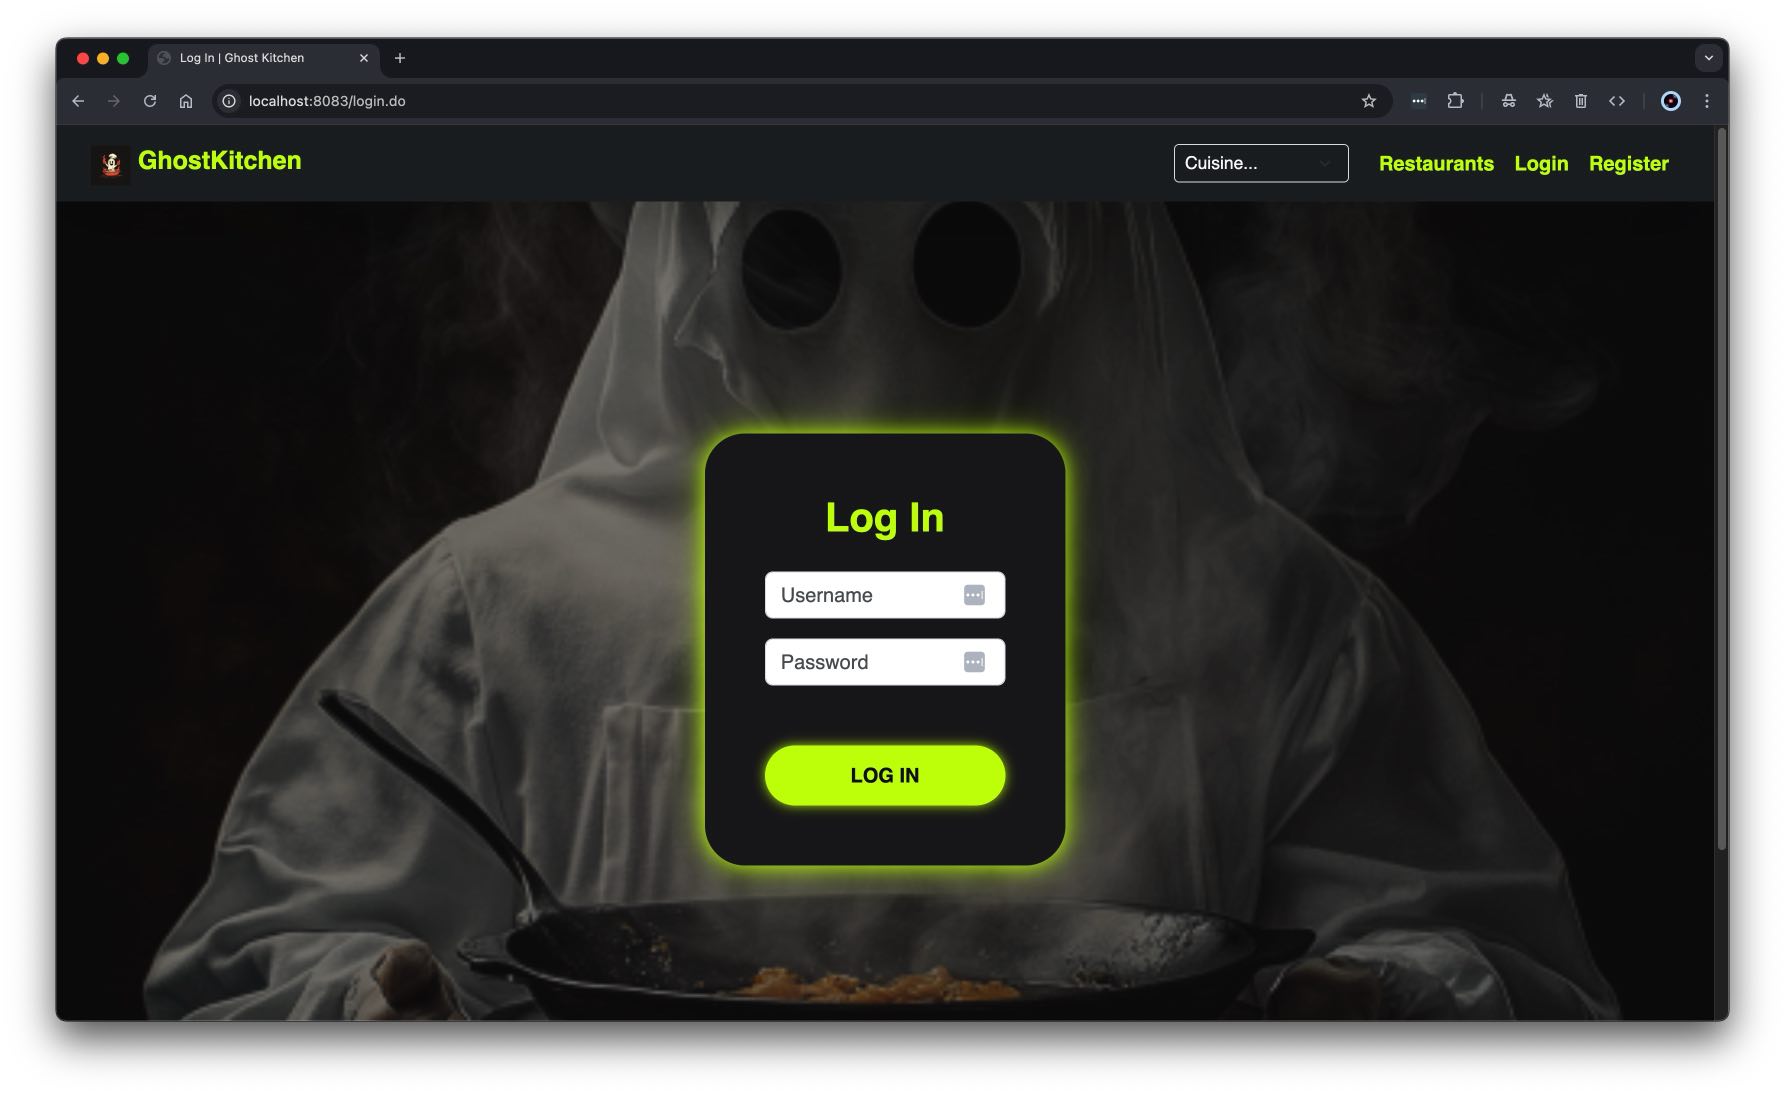 Log In | Ghost Kitchen
localhost:8083/login.do
GhostKitchen
Cuisine...
Restaurants
Login
Register
Log In
Username
Password
LOG IN